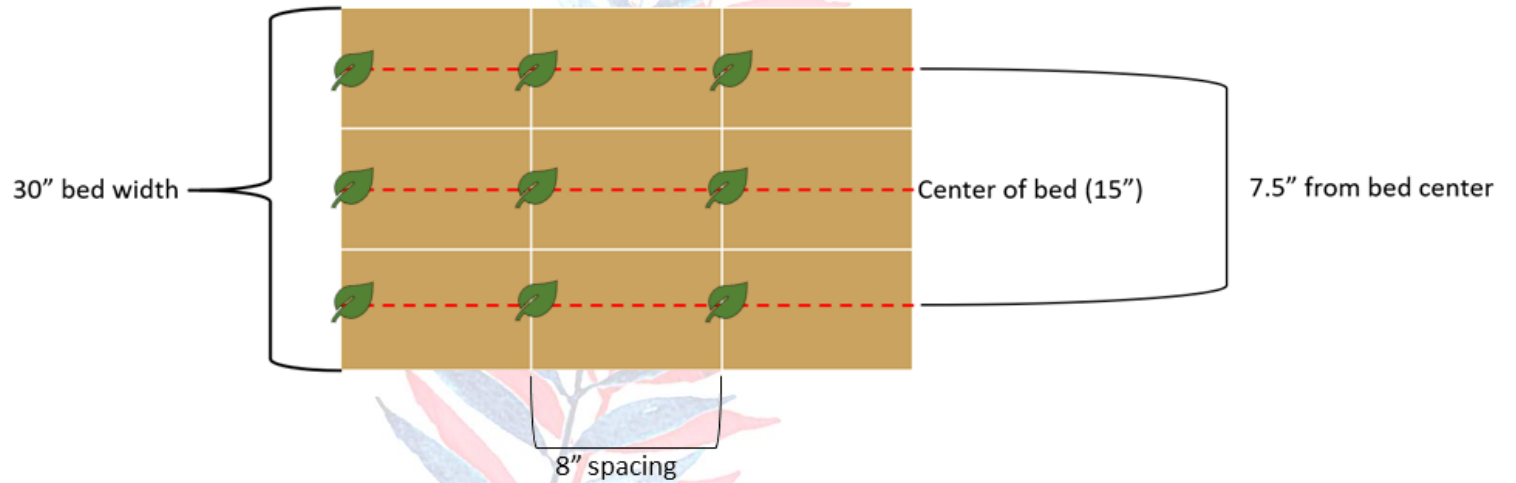 30” bed width
Center of bed (15”)
7.5” from bed center
8” spacing